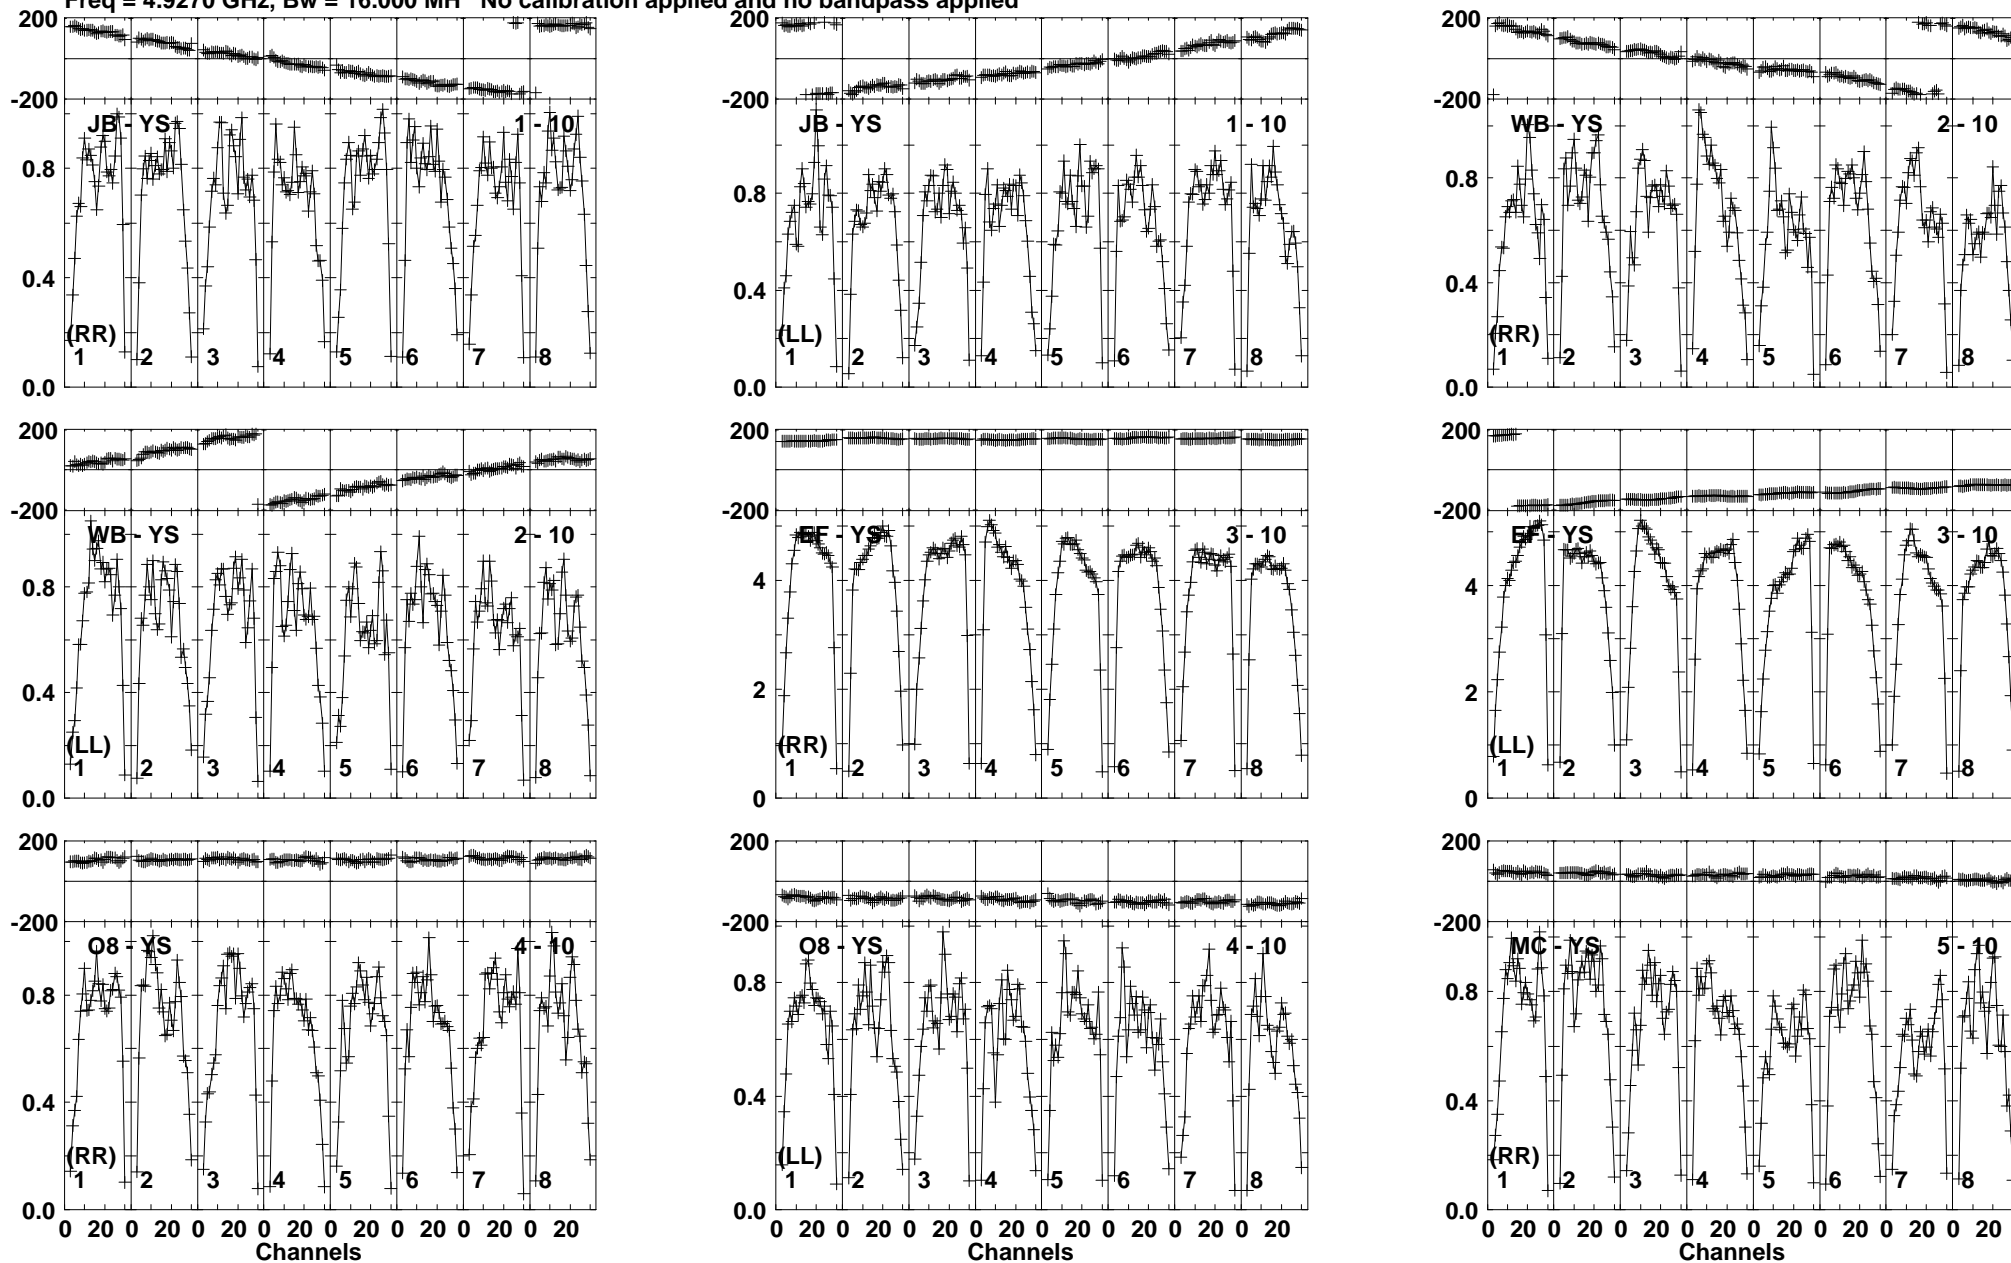 Freq = 4.9270 GHz, Bw = 16.000 MH No calibration applied and no bandpass applied
200 200 200
-200 -200 -200
JB - YS 1 - 10 JB - YS 1 - 10 WB - YS 2 - 10
0.8 0.8 0.8
0.4 0.4 0.4
(RR) (LL) (RR)
1 2 3 4 5 6 7 8 1 2 3 4 5 6 7 8 1 2 3 4 5 6 7 8
0.0 0.0 0.0
200 200 200
-200 -200 -200
WB - YS 2 - 10 EF - YS 3 - 10 EF - YS 3 - 10
0.8 4 4
0.4 2 2
(LL) (RR) (LL)
1 2 3 4 5 6 7 8 1 2 3 4 5 6 7 8 1 2 3 4 5 6 7 8
0.0 0 0
200 200 200
-200 -200 -200
O8 - YS 4 - 10 O8 - YS 4 - 10 MC - YS 5 - 10
0.8 0.8 0.8
0.4 0.4 0.4
(RR) (LL) (RR)
1 2 3 4 5 6 7 8 1 2 3 4 5 6 7 8 1 2 3 4 5 6 7 8
0.0 0.0 0.0
0 20 0 20 0 20 0 20 0 20 0 20 0 20 0 20 0 20 0 20 0 20 0 20 0 20 0 20 0 20 0 20 0 20 0 20 0 20 0 20 0 20 0 20 0 20 0 20
Channels Channels Channels